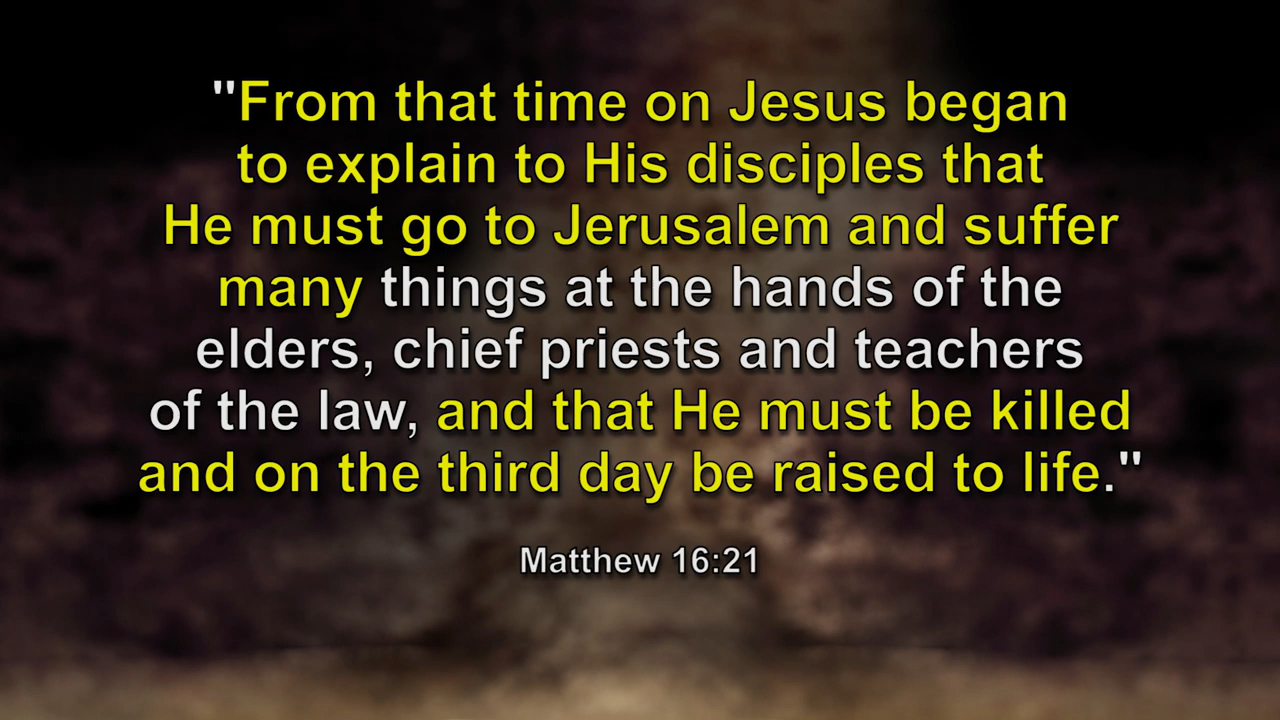 "From that time on Jesus began
to explain to His disciples that
He must go to Jerusalem and suffer
many things at the hands of the
elders, chief priests and teachers
of the law, and that He must be killed
and on the third day be raised to life."
Matthew 16:21